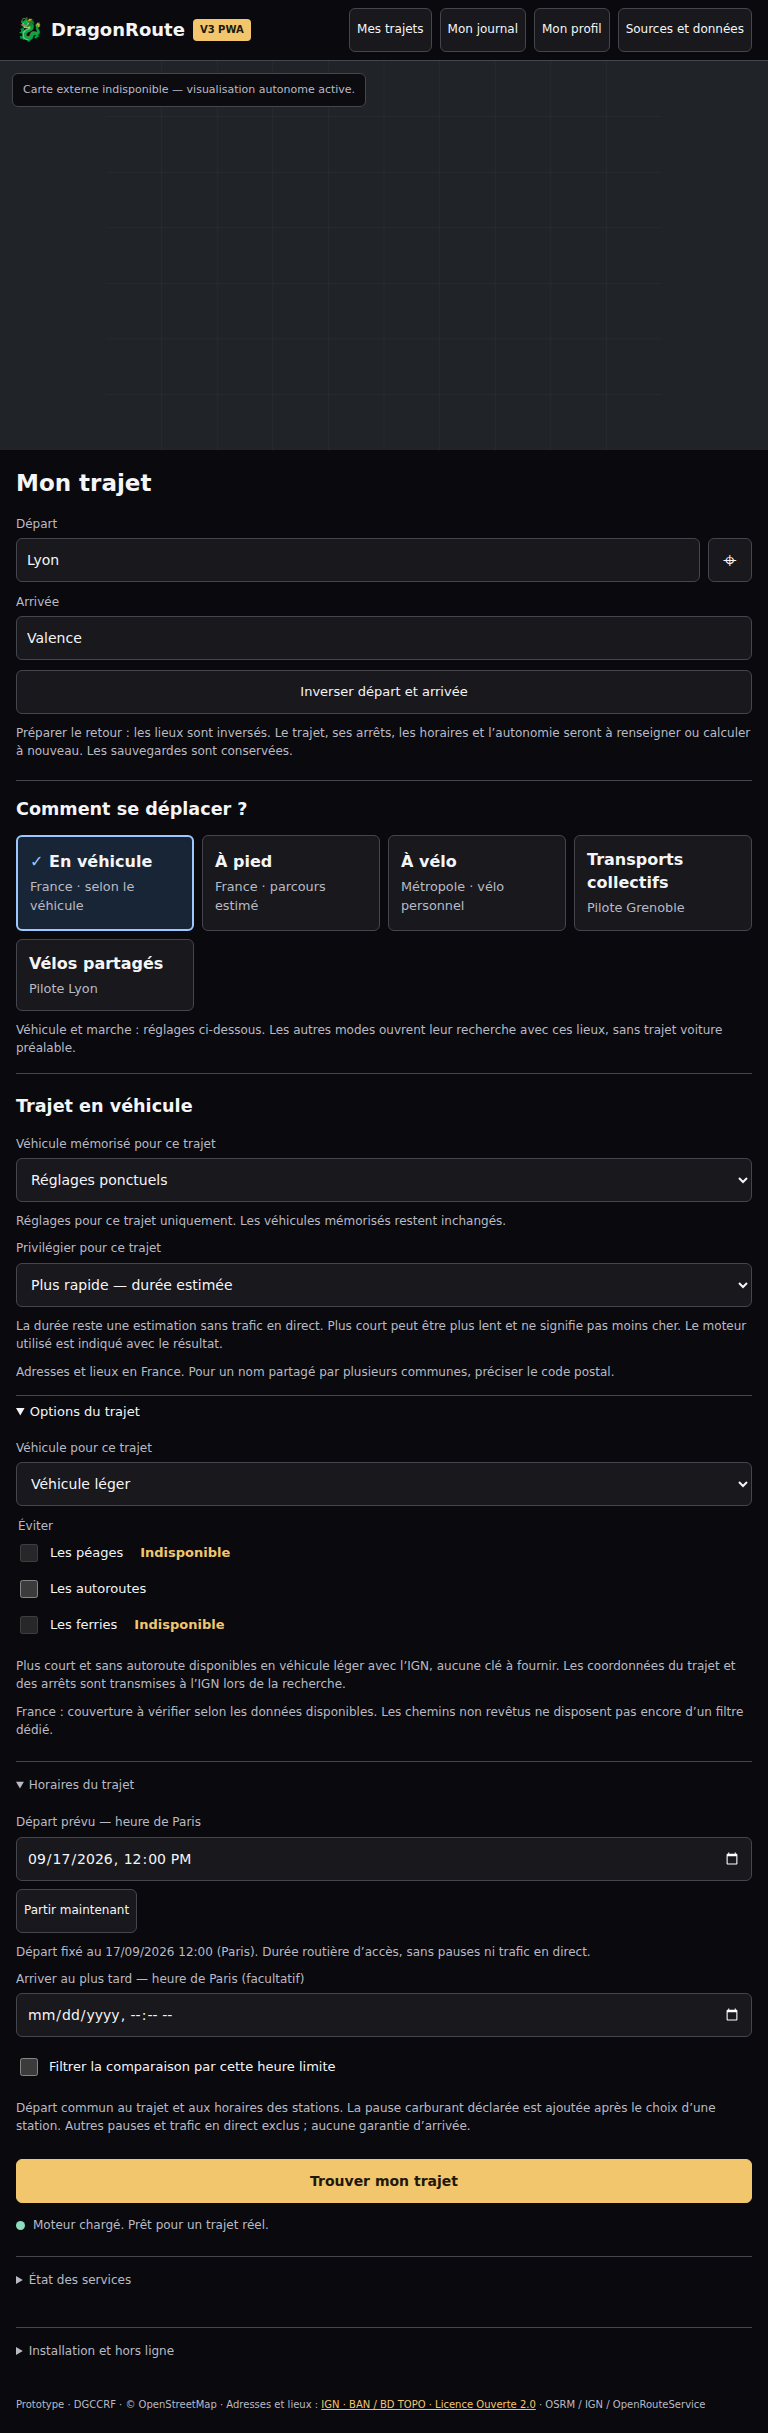 DragonRoute V3 PWA Mes trajets Mon journal Mon profil Sources et données
Carte externe indisponible — visualisation autonome active.
Mon trajet
Départ
Lyon
Arrivée
Valence
Inverser départ et arrivée
Préparer le retour : les lieux sont inversés. Le trajet, ses arrêts, les horaires et l’autonomie seront à renseigner ou calculer
à nouveau. Les sauvegardes sont conservées.
Comment se déplacer ?
✓ En véhicule
France · selon le
véhicule
À pied
France · parcours
estimé
À vélo
Métropole · vélo
personnel
Transports
collectifs
Pilote Grenoble
Vélos partagés
Pilote Lyon
Véhicule et marche : réglages ci-dessous. Les autres modes ouvrent leur recherche avec ces lieux, sans trajet voiture
préalable.
Trajet en véhicule
Véhicule mémorisé pour ce trajet
Réglages ponctuels
Réglages pour ce trajet uniquement. Les véhicules mémorisés restent inchangés.
Privilégier pour ce trajet
Plus rapide — durée estimée
La durée reste une estimation sans trafic en direct. Plus court peut être plus lent et ne signifie pas moins cher. Le moteur
utilisé est indiqué avec le résultat.
Adresses et lieux en France. Pour un nom partagé par plusieurs communes, préciser le code postal.
▼ Options du trajet
Véhicule pour ce trajet
Véhicule léger
Éviter
Les péages Indisponible
Les autoroutes
Les ferries Indisponible
Plus court et sans autoroute disponibles en véhicule léger avec l’IGN, aucune clé à fournir. Les coordonnées du trajet et
des arrêts sont transmises à l’IGN lors de la recherche.
France : couverture à vérifier selon les données disponibles. Les chemins non revêtus ne disposent pas encore d’un filtre
dédié.
▼ Horaires du trajet
Départ prévu — heure de Paris
09/17/2026, 12:00 PM
Partir maintenant
Départ fixé au 17/09/2026 12:00 (Paris). Durée routière d’accès, sans pauses ni trafic en direct.
Arriver au plus tard — heure de Paris (facultatif)
mm/dd/yyyy, --:-- --
Filtrer la comparaison par cette heure limite
Départ commun au trajet et aux horaires des stations. La pause carburant déclarée est ajoutée après le choix d’une
station. Autres pauses et trafic en direct exclus ; aucune garantie d’arrivée.
Trouver mon trajet
Moteur chargé. Prêt pour un trajet réel.
▶ État des services
▶ Installation et hors ligne
Prototype · DGCCRF · © OpenStreetMap · Adresses et lieux : IGN · BAN / BD TOPO · Licence Ouverte 2.0 · OSRM / IGN / OpenRouteService